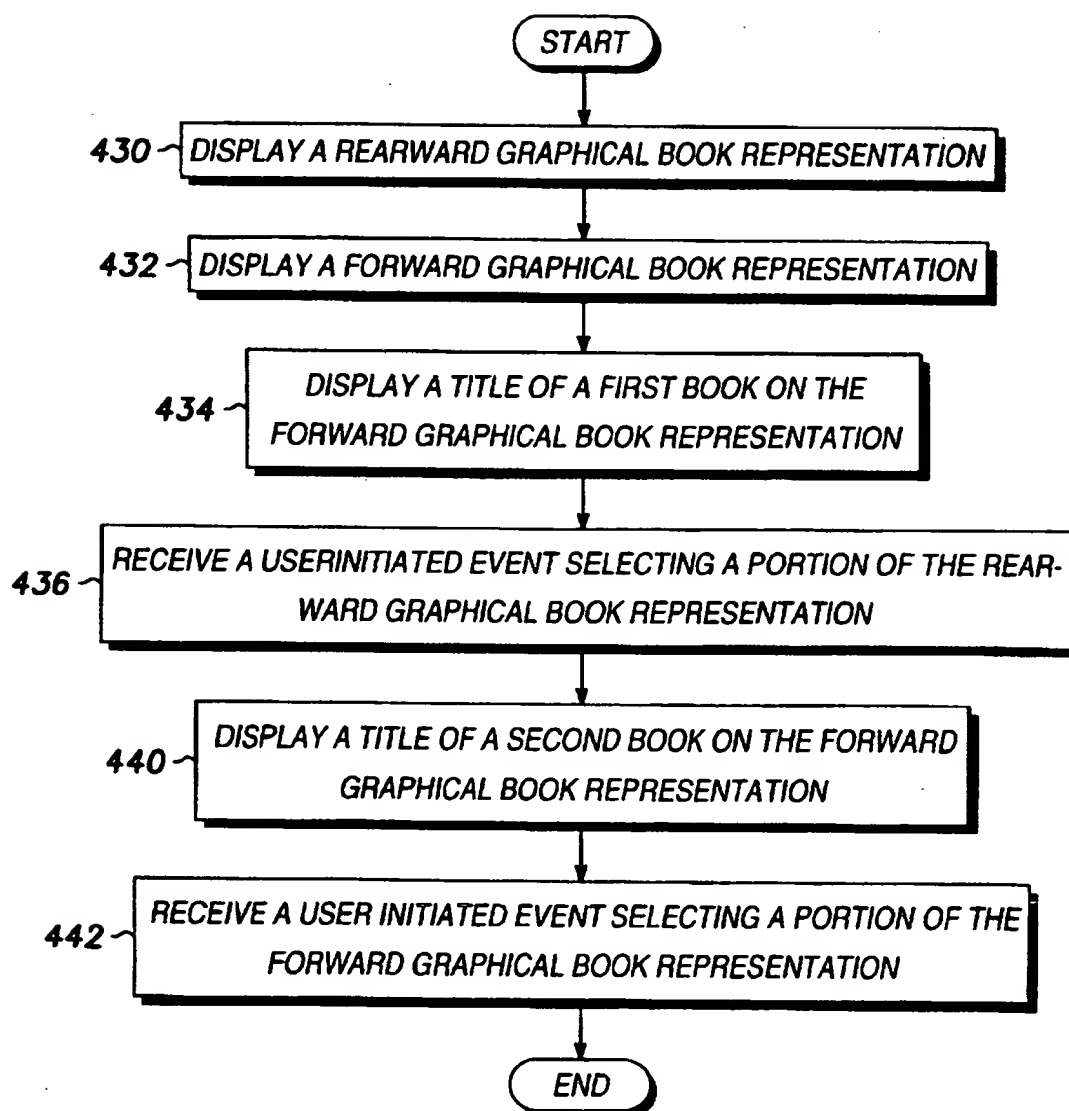 START
430 DISPLAY A REARWARD GRAPHICAL BOOK REPRESENTATION
432 DISPLAY A FORWARD GRAPHICAL BOOK REPRESENTATION
434 DISPLAY A TITLE OF A FIRST BOOK ON THE
FORWARD GRAPHICAL BOOK REPRESENTATION
436 RECEIVE A USERINITIATED EVENT SELECTING A PORTION OF THE REAR-
WARD GRAPHICAL BOOK REPRESENTATION
440 DISPLAY A TITLE OF A SECOND BOOK ON THE FORWARD
GRAPHICAL BOOK REPRESENTATION
442 RECEIVE A USER INITIATED EVENT SELECTING A PORTION OF THE
FORWARD GRAPHICAL BOOK REPRESENTATION
END